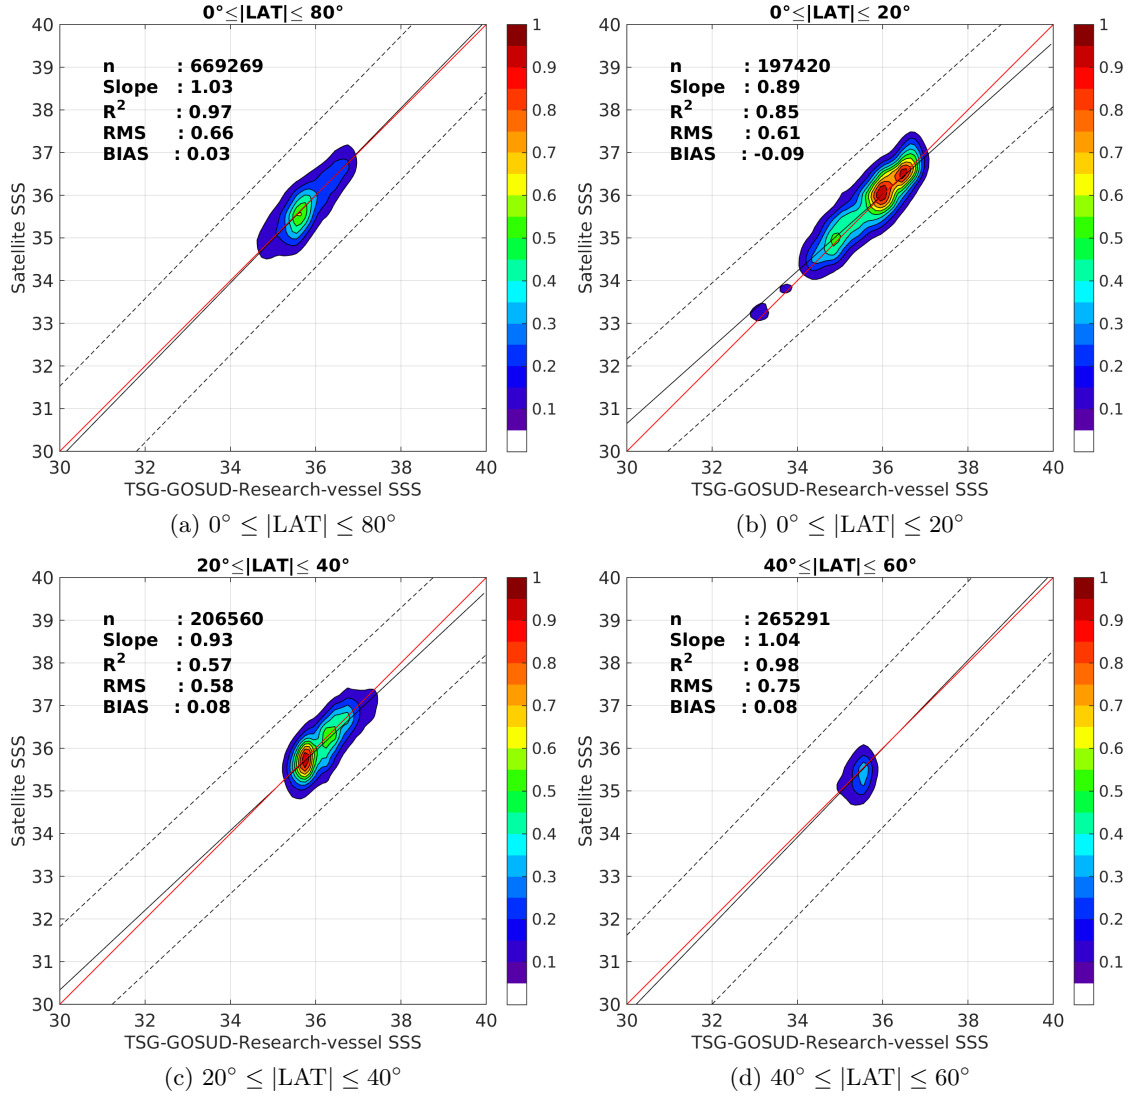 0°≤|LAT|≤ 80°
n : 669269
Slope : 1.03
R² : 0.97
RMS : 0.66
BIAS : 0.03
40
39
38
37
36
35
34
33
32
31
30
Satellite SSS
30 32 34 36 38 40
TSG-GOSUD-Research-vessel SSS
1
0.9
0.8
0.7
0.6
0.5
0.4
0.3
0.2
0.1
(a) 0° ≤ |LAT| ≤ 80°
0°≤|LAT|≤ 20°
n : 197420
Slope : 0.89
R² : 0.85
RMS : 0.61
BIAS : -0.09
40
39
38
37
36
35
34
33
32
31
30
Satellite SSS
30 32 34 36 38 40
TSG-GOSUD-Research-vessel SSS
1
0.9
0.8
0.7
0.6
0.5
0.4
0.3
0.2
0.1
(b) 0° ≤ |LAT| ≤ 20°
20°≤|LAT|≤ 40°
n : 206560
Slope : 0.93
R² : 0.57
RMS : 0.58
BIAS : 0.08
40
39
38
37
36
35
34
33
32
31
30
Satellite SSS
30 32 34 36 38 40
TSG-GOSUD-Research-vessel SSS
1
0.9
0.8
0.7
0.6
0.5
0.4
0.3
0.2
0.1
(c) 20° ≤ |LAT| ≤ 40°
40°≤|LAT|≤ 60°
n : 265291
Slope : 1.04
R² : 0.98
RMS : 0.75
BIAS : 0.08
40
39
38
37
36
35
34
33
32
31
30
Satellite SSS
30 32 34 36 38 40
TSG-GOSUD-Research-vessel SSS
1
0.9
0.8
0.7
0.6
0.5
0.4
0.3
0.2
0.1
(d) 40° ≤ |LAT| ≤ 60°